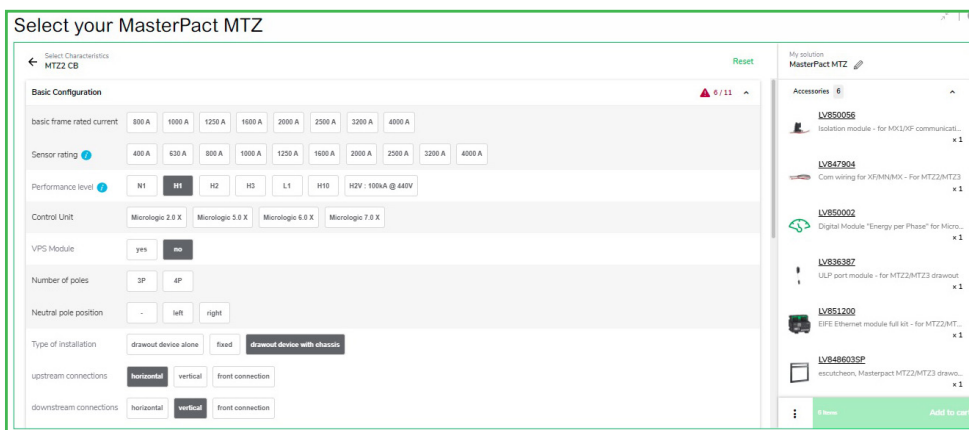 Select your MasterPact MTZ
Select Characteristics
MTZ2 CB
Reset
Basic Configuration
6 / 11
basic frame rated current 800 A 1000 A 1250 A 1600 A 2000 A 2500 A 3200 A 4000 A
Sensor rating i 400 A 630 A 800 A 1000 A 1250 A 1600 A 2000 A 2500 A 3200 A 4000 A
Performance level i N1 H1 H2 H3 L1 H10 H2V : 100kA @ 440V
Control Unit Micrologic 2.0 X Micrologic 5.0 X Micrologic 6.0 X Micrologic 7.0 X
VPS Module yes no
Number of poles 3P 4P
Neutral pole position - left right
Type of installation drawout device alone fixed drawout device with chassis
upstream connections horizontal vertical front connection
downstream connections horizontal vertical front connection
My solution
MasterPact MTZ
Accessories 6
LV850056
Isolation module - for MX1/XF communicati...
x 1
LV847904
Com wiring for XF/MN/MX - For MTZ2/MTZ3
x 1
LV850002
Digital Module "Energy per Phase" for Micro...
x 1
LV836387
ULP port module - for MTZ2/MTZ3 drawout
x 1
LV851200
EIFE Ethernet module full kit - for MTZ2/MT...
x 1
LV848603SP
escutcheon, Masterpact MTZ2/MTZ3 drawo...
x 1
Add to cart